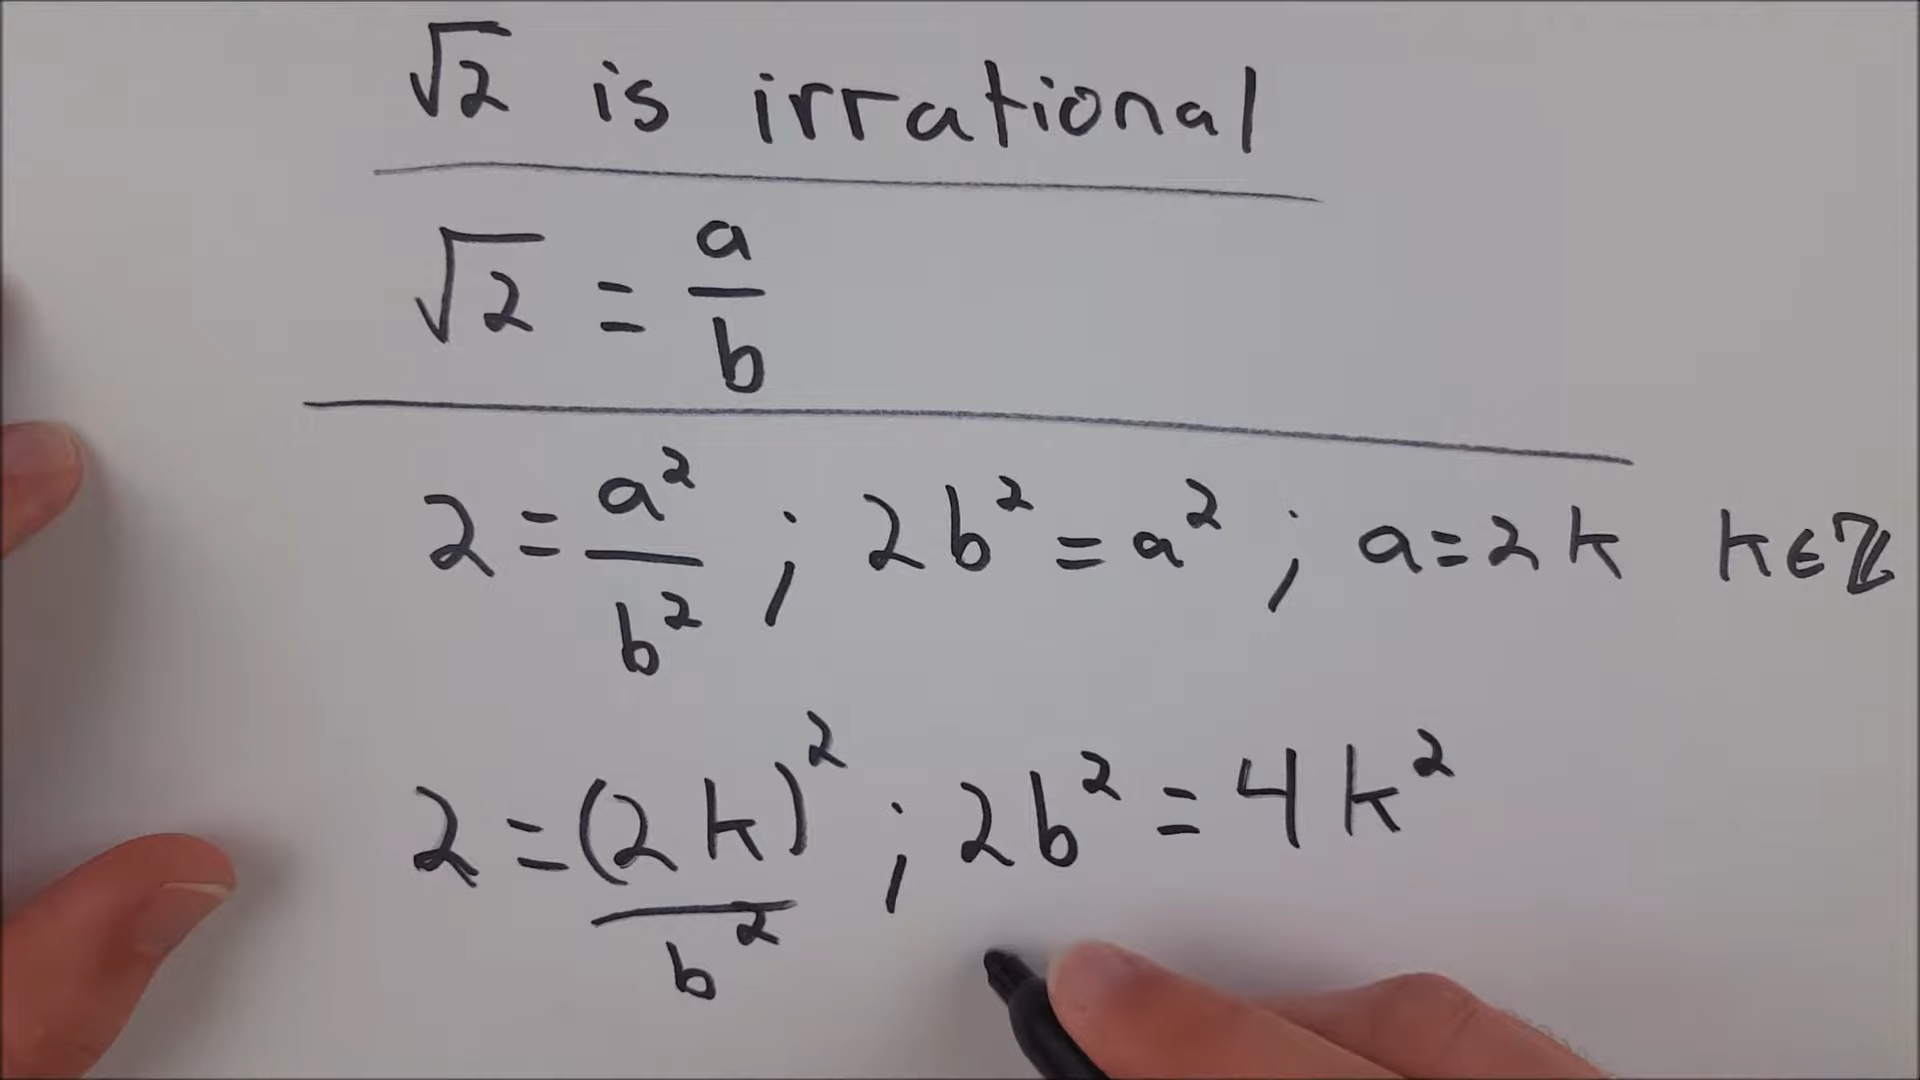 √2 is irrational
√2 = a/b
2 = a²/b² ; 2b² = a² ; a = 2k k ∈ ℤ
2 = (2k)²/b² ; 2b² = 4k²